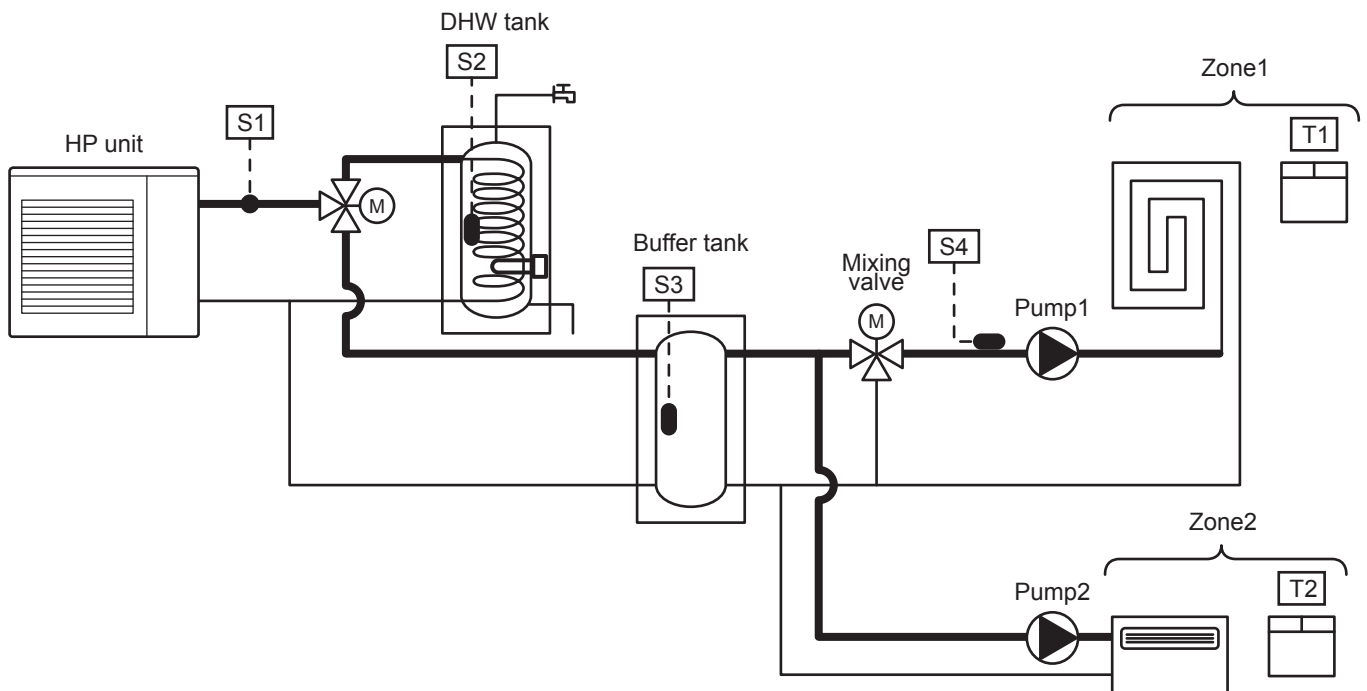 DHW tank
S2
Zone1
S1
T1
HP unit
M
Buffer tank
S4
Mixing
valve
S3
Pump1
M
Zone2
Pump2
T2